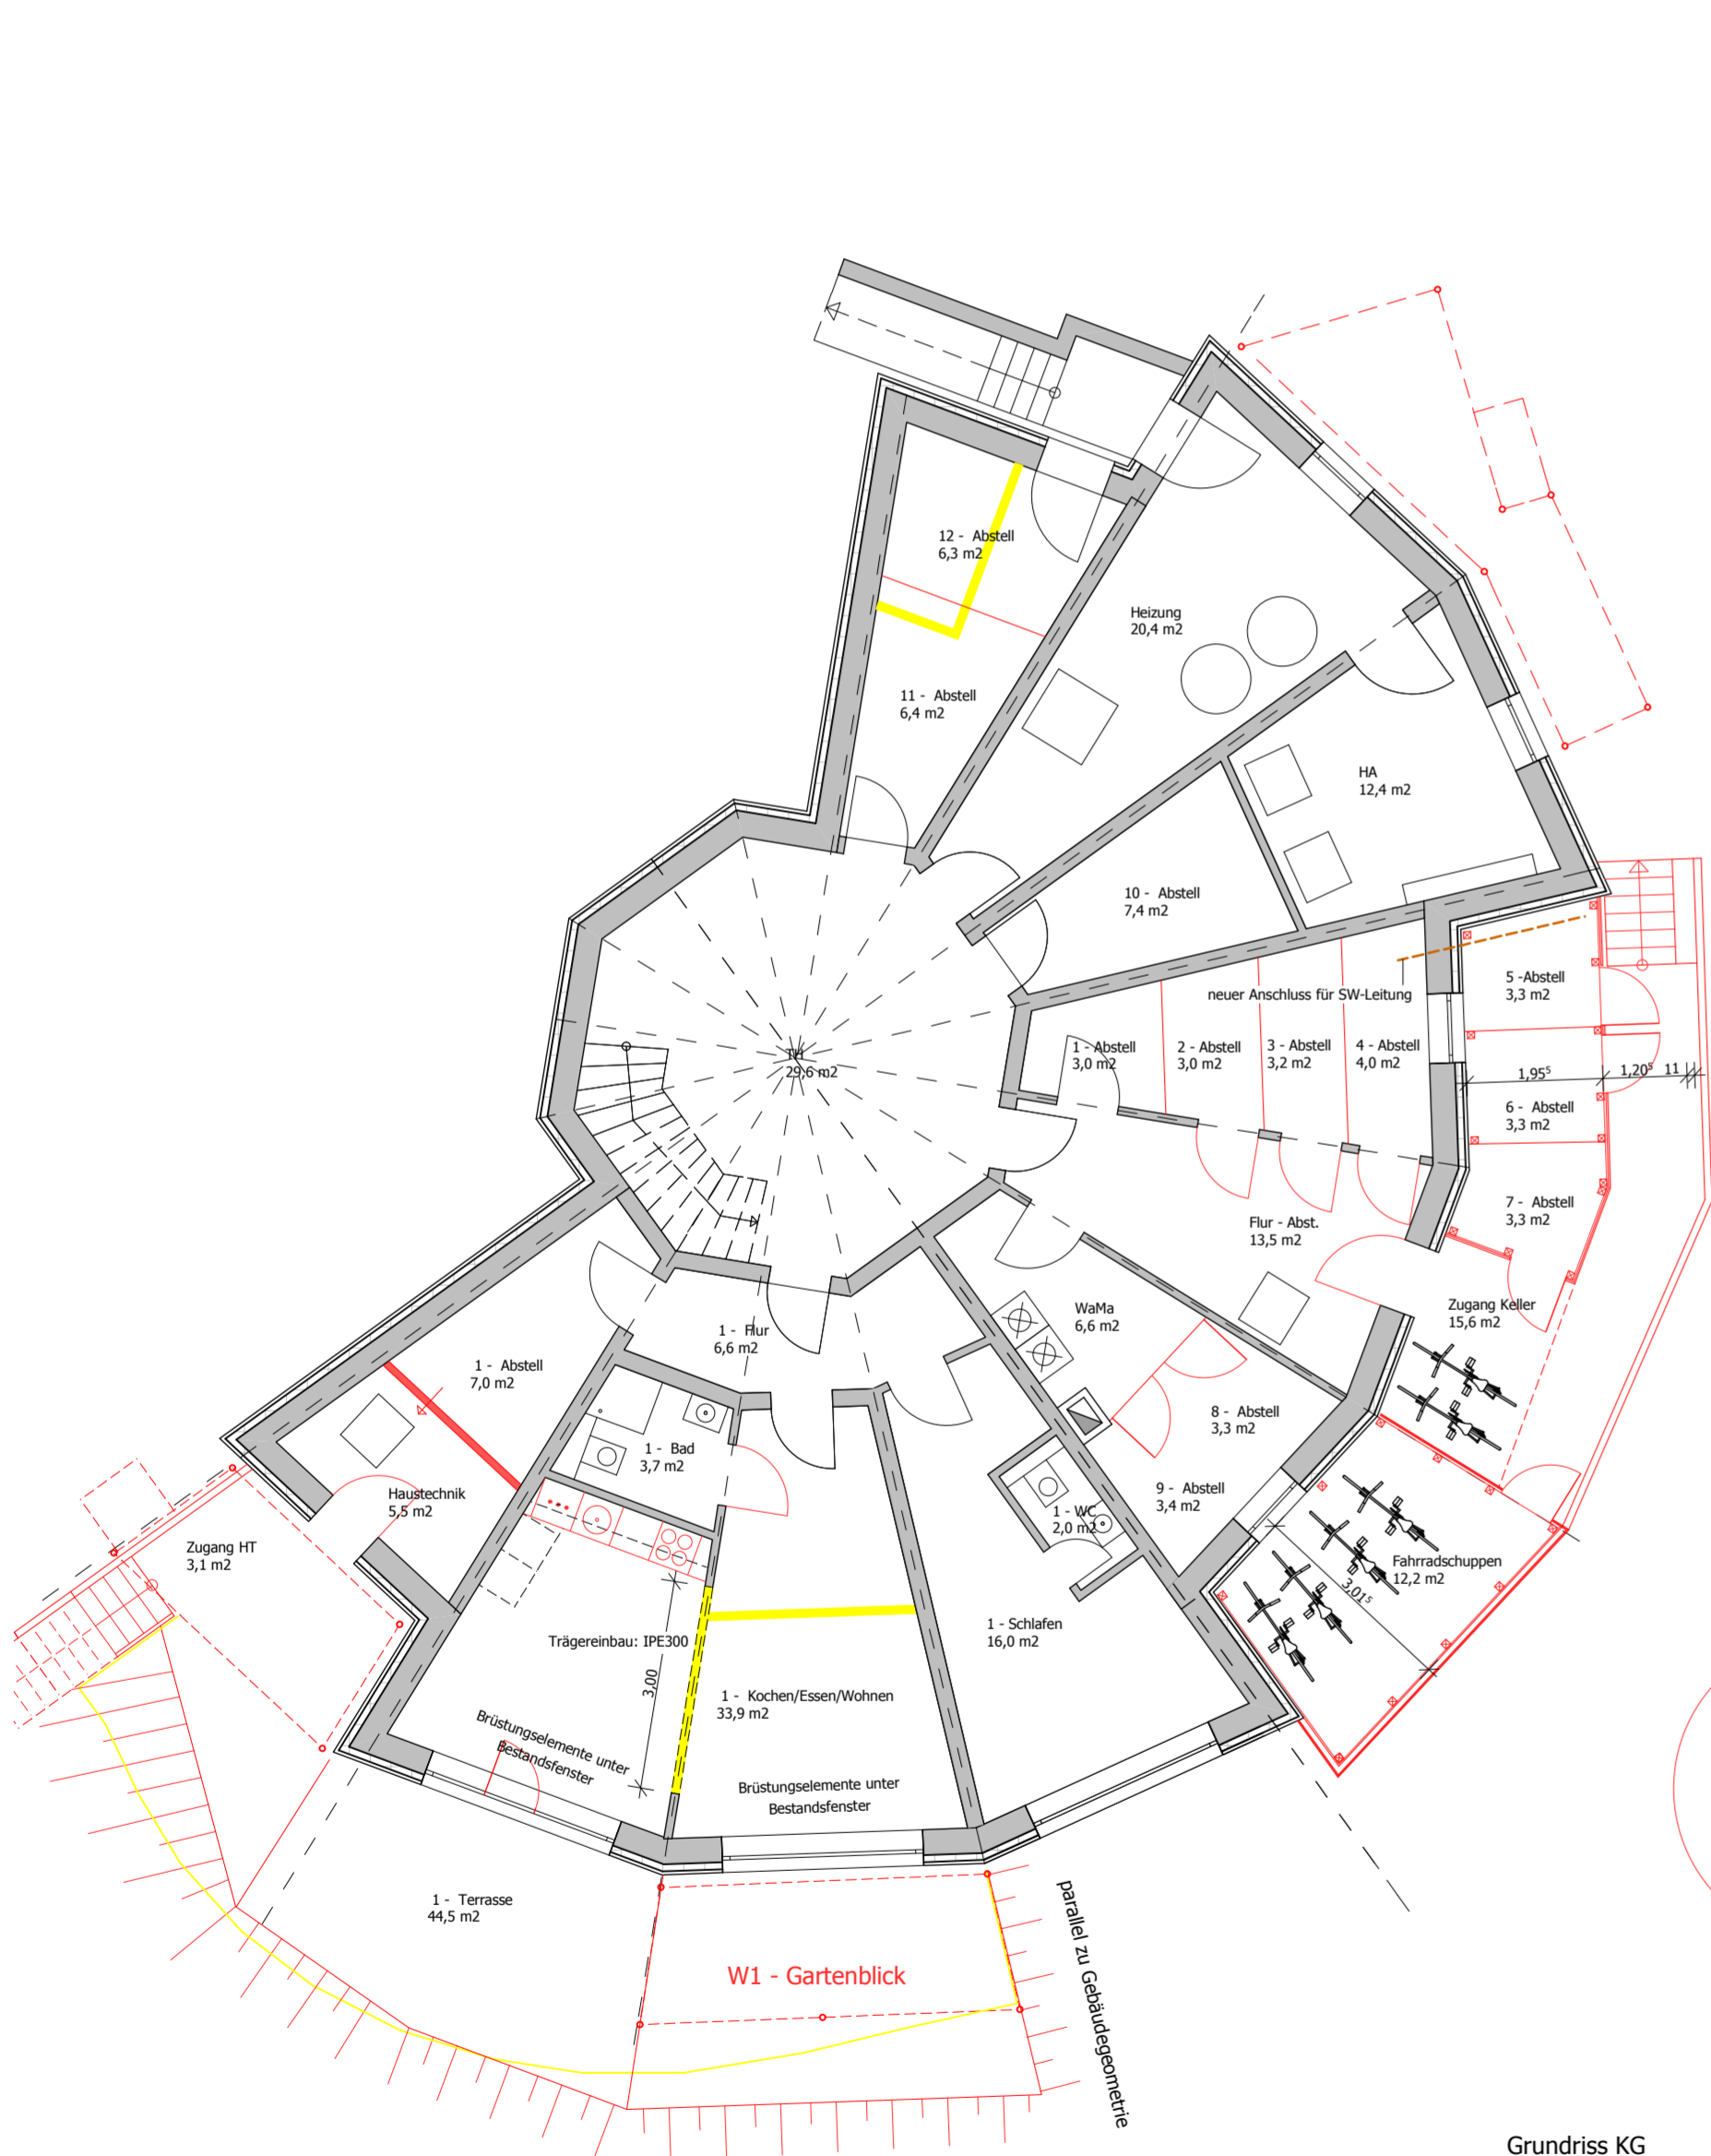 12 -  Abstell
6,3 m2
Heizung
20,4 m2
11 -  Abstell
6,4 m2
HA
12,4 m2
10 -  Abstell
7,4 m2
5 -Abstell
3,3 m2
neuer Anschluss für SW-Leitung
TH
29,6 m2
1 - Abstell
3,0 m2
2 - Abstell
3,0 m2
3 - Abstell
3,2 m2
4 - Abstell
4,0 m2
1,95⁵
1,20⁵
11
6 -  Abstell
3,3 m2
7 -  Abstell
3,3 m2
Flur - Abst.
13,5 m2
Zugang Keller
15,6 m2
WaMa
6,6 m2
1 -  Flur
6,6 m2
1 -  Abstell
7,0 m2
8 -  Abstell
3,3 m2
1 -  Bad
3,7 m2
9 -  Abstell
3,4 m2
Haustechnik
5,5 m2
1 - WC
2,0 m2
Zugang HT
3,1 m2
Fahrradschuppen
12,2 m2
3,01⁵
1 - Schlafen
16,0 m2
Trägereinbau: IPE300
3,00
1 -  Kochen/Essen/Wohnen
33,9 m2
Brüstungselemente unter
Bestandsfenster
Brüstungselemente unter
Bestandsfenster
1 -  Terrasse
44,5 m2
W1 - Gartenblick
parallel zu Gebäudegeometrie
Grundriss KG